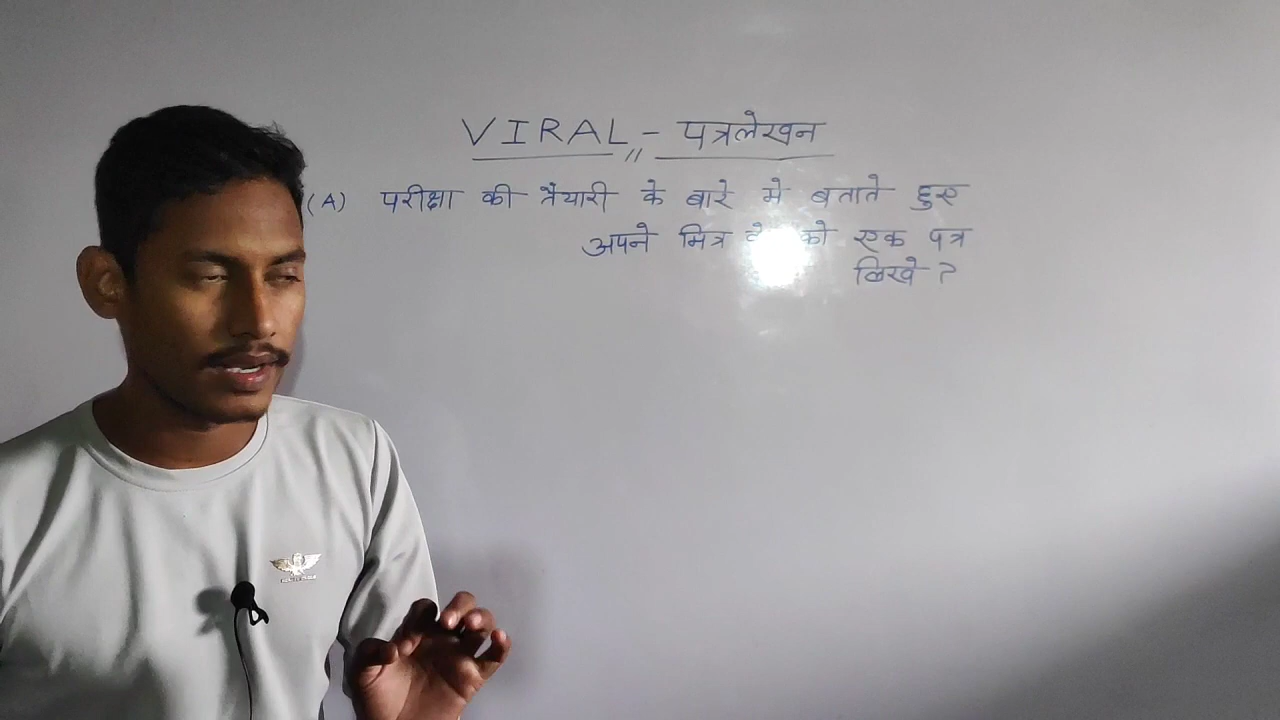 VIRAL,, - पत्रलेखन
(A) परीक्षा की तैयारी के बारे मे बताते हुए
अपने मित्र को एक पत्र
लिखे ?